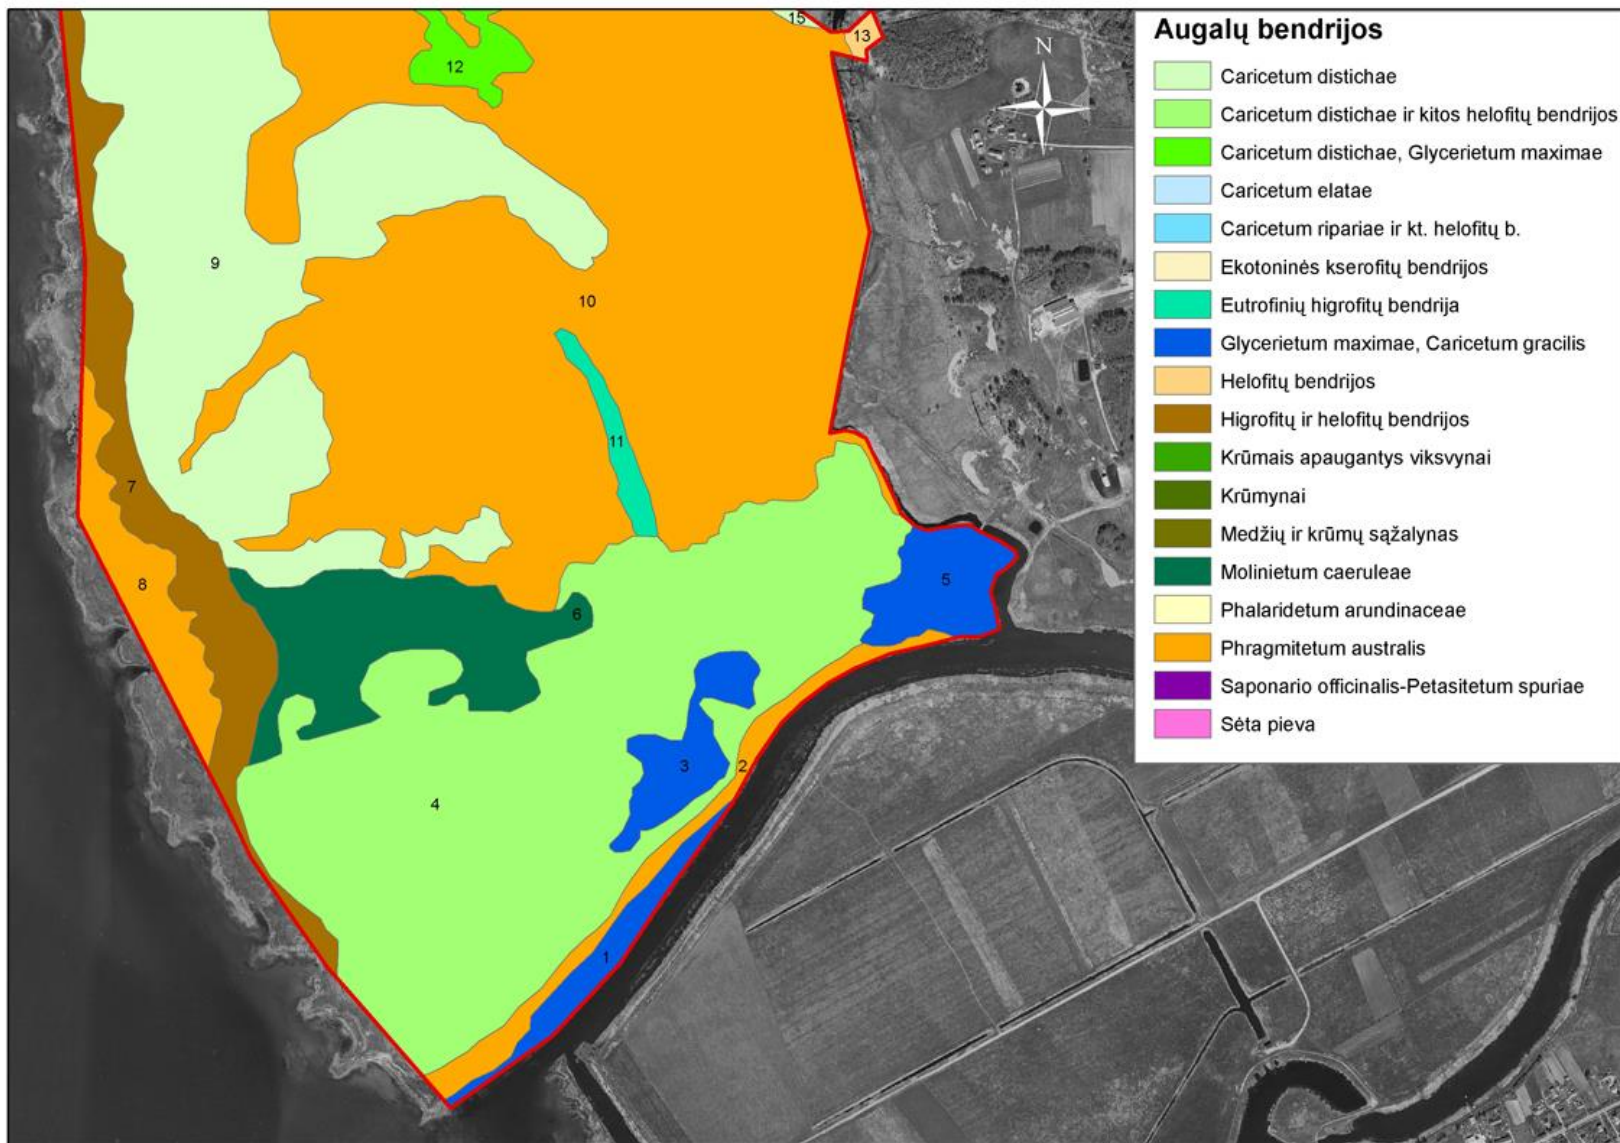 Augalų bendrijos
Caricetum distichae
Caricetum distichae ir kitos helofitų bendrijos
Caricetum distichae, Glycerietum maximae
Caricetum elatae
Caricetum ripariae ir kt. helofitų b.
Ekotoninės kserofitų bendrijos
Eutrofinių higrofitų bendrija
Glycerietum maximae, Caricetum gracilis
Helofitų bendrijos
Higrofitų ir helofitų bendrijos
Krūmais apaugantys viksvynai
Krūmynai
Medžių ir krūmų sąžalynas
Molinietum caeruleae
Phalaridetum arundinaceae
Phragmitetum australis
Saponario officinalis-Petasitetum spuriae
Sėta pieva
N
15
13
12
9
10
11
7
8
5
6
3
2
4
1